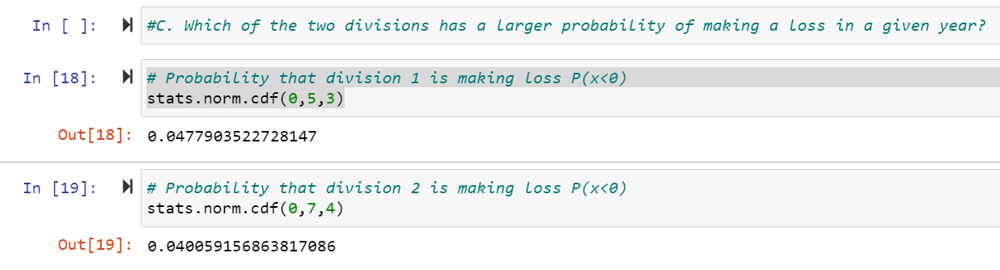 In [ ]: #C. Which of the two divisions has a larger probability of making a loss in a given year?
In [18]: # Probability that division 1 is making loss P(x<0)
stats.norm.cdf(0,5,3)
Out[18]: 0.0477903522728147
In [19]: # Probability that division 2 is making loss P(x<0)
stats.norm.cdf(0,7,4)
Out[19]: 0.040059156863817086